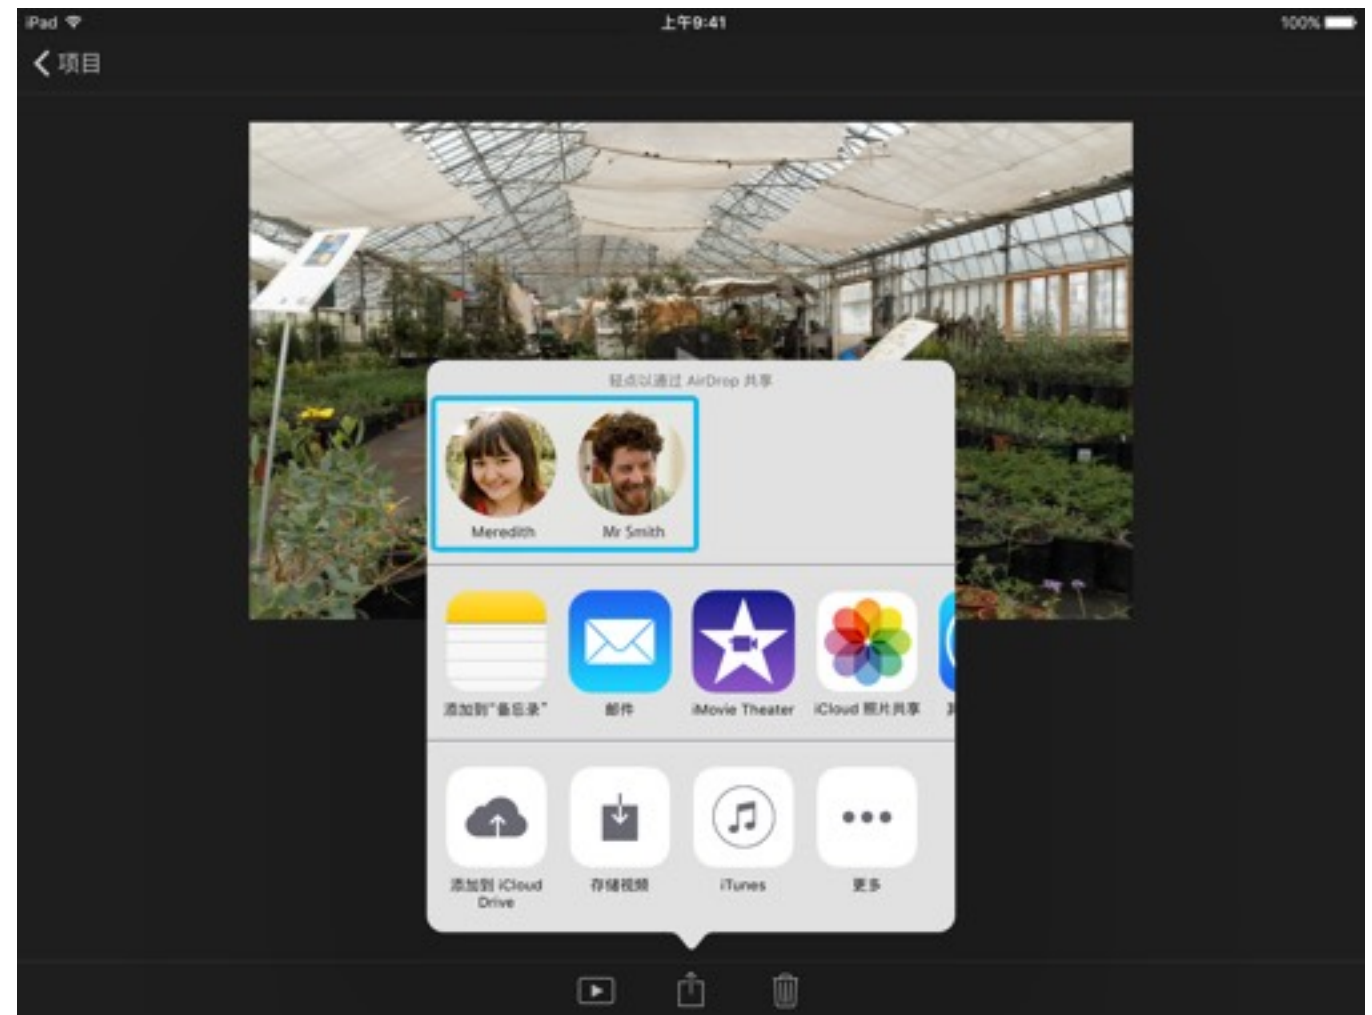 iPad
上午9:41
100%
项目
轻点以通过 AirDrop 共享
Meredith
Mr Smith
添加到“备忘录”
邮件
iMovie Theater
iCloud 照片共享
添加到 iCloud
Drive
存储视频
iTunes
更多